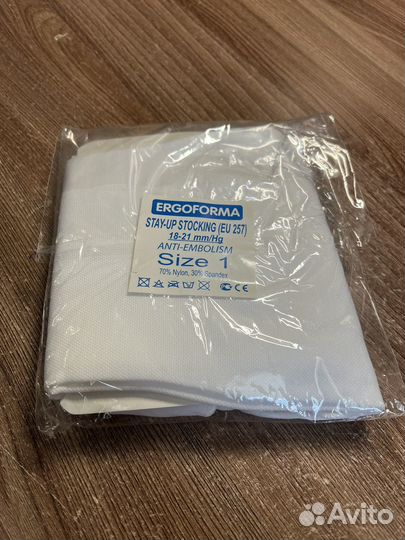 ERGOFORMA
STAY-UP STOCKING (EU 257)
18-21 mm/Hg
ANTI-EMBOLISM
Size 1
70% Nylon, 30% Spandex
CE
Avito